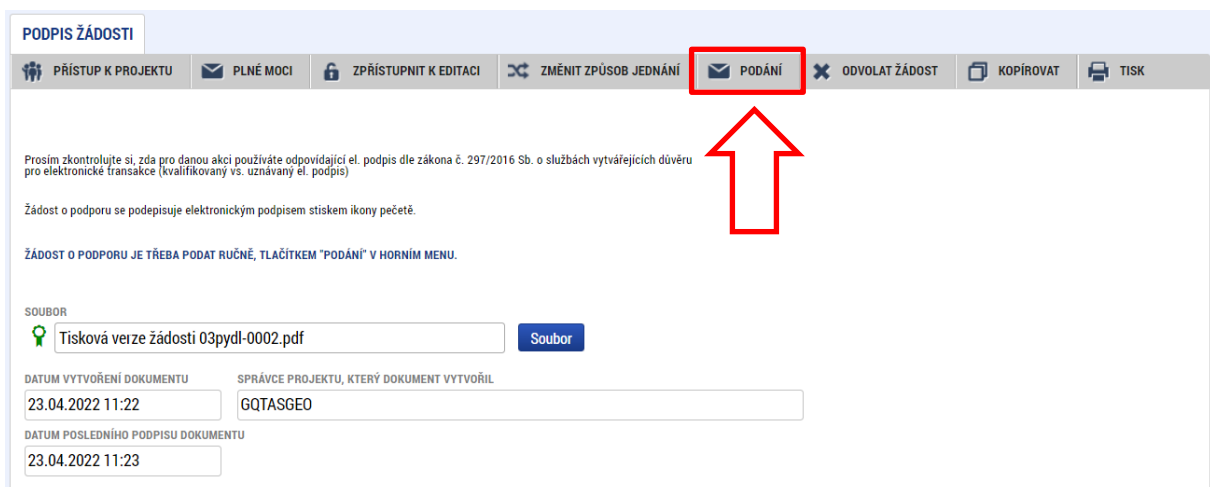 PODPIS ŽÁDOSTI
PŘÍSTUP K PROJEKTU PLNÉ MOCI ZPŘÍSTUPNIT K EDITACI ZMĚNIT ZPŮSOB JEDNÁNÍ PODÁNÍ ODVOLAT ŽÁDOST KOPÍROVAT TISK
Prosím zkontrolujte si, zda pro danou akci používáte odpovídající el. podpis dle zákona č. 297/2016 Sb. o službách vytvářejících důvěru
pro elektronické transakce (kvalifikovaný vs. uznávaný el. podpis)
Žádost o podporu se podepisuje elektronickým podpisem stiskem ikony pečetě.
ŽÁDOST O PODPORU JE TŘEBA PODAT RUČNĚ, TLAČÍTKEM "PODÁNÍ" V HORNÍM MENU.
SOUBOR
Tisková verze žádosti 03pydl-0002.pdf Soubor
DATUM VYTVOŘENÍ DOKUMENTU SPRÁVCE PROJEKTU, KTERÝ DOKUMENT VYTVOŘIL
23.04.2022 11:22 GQTASGEO
DATUM POSLEDNÍHO PODPISU DOKUMENTU
23.04.2022 11:23